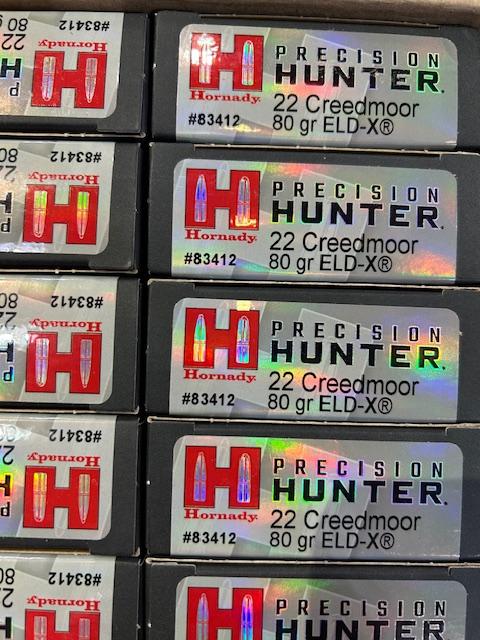 #83412
Hornady
PRECISION
HUNTER.
Hornady
22 Creedmoor
#83412
80 gr ELD-X®
#83412
Hornady
PRECISION
HUNTER.
Hornady
22 Creedmoor
#83412
80 gr ELD-X®
#83412
Hornady
PRECISION
HUNTER.
Hornady
22 Creedmoor
#83412
80 gr ELD-X®
#83412
Hornady
PRECISION
HUNTER.
Hornady
22 Creedmoor
#83412
80 gr ELD-X®
#83412
Hornady
PRECISION
HUNTER